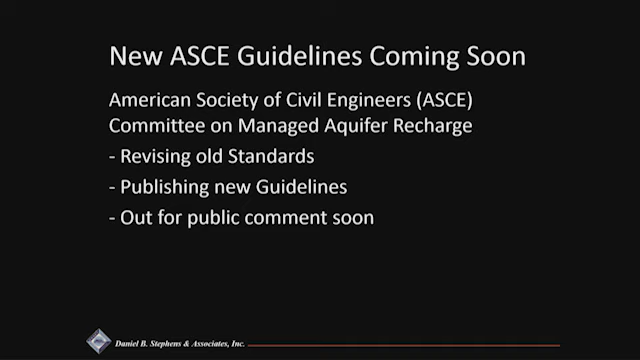 New ASCE Guidelines Coming Soon
American Society of Civil Engineers (ASCE)
Committee on Managed Aquifer Recharge
- Revising old Standards
- Publishing new Guidelines
- Out for public comment soon
Daniel B. Stephens & Associates, Inc.